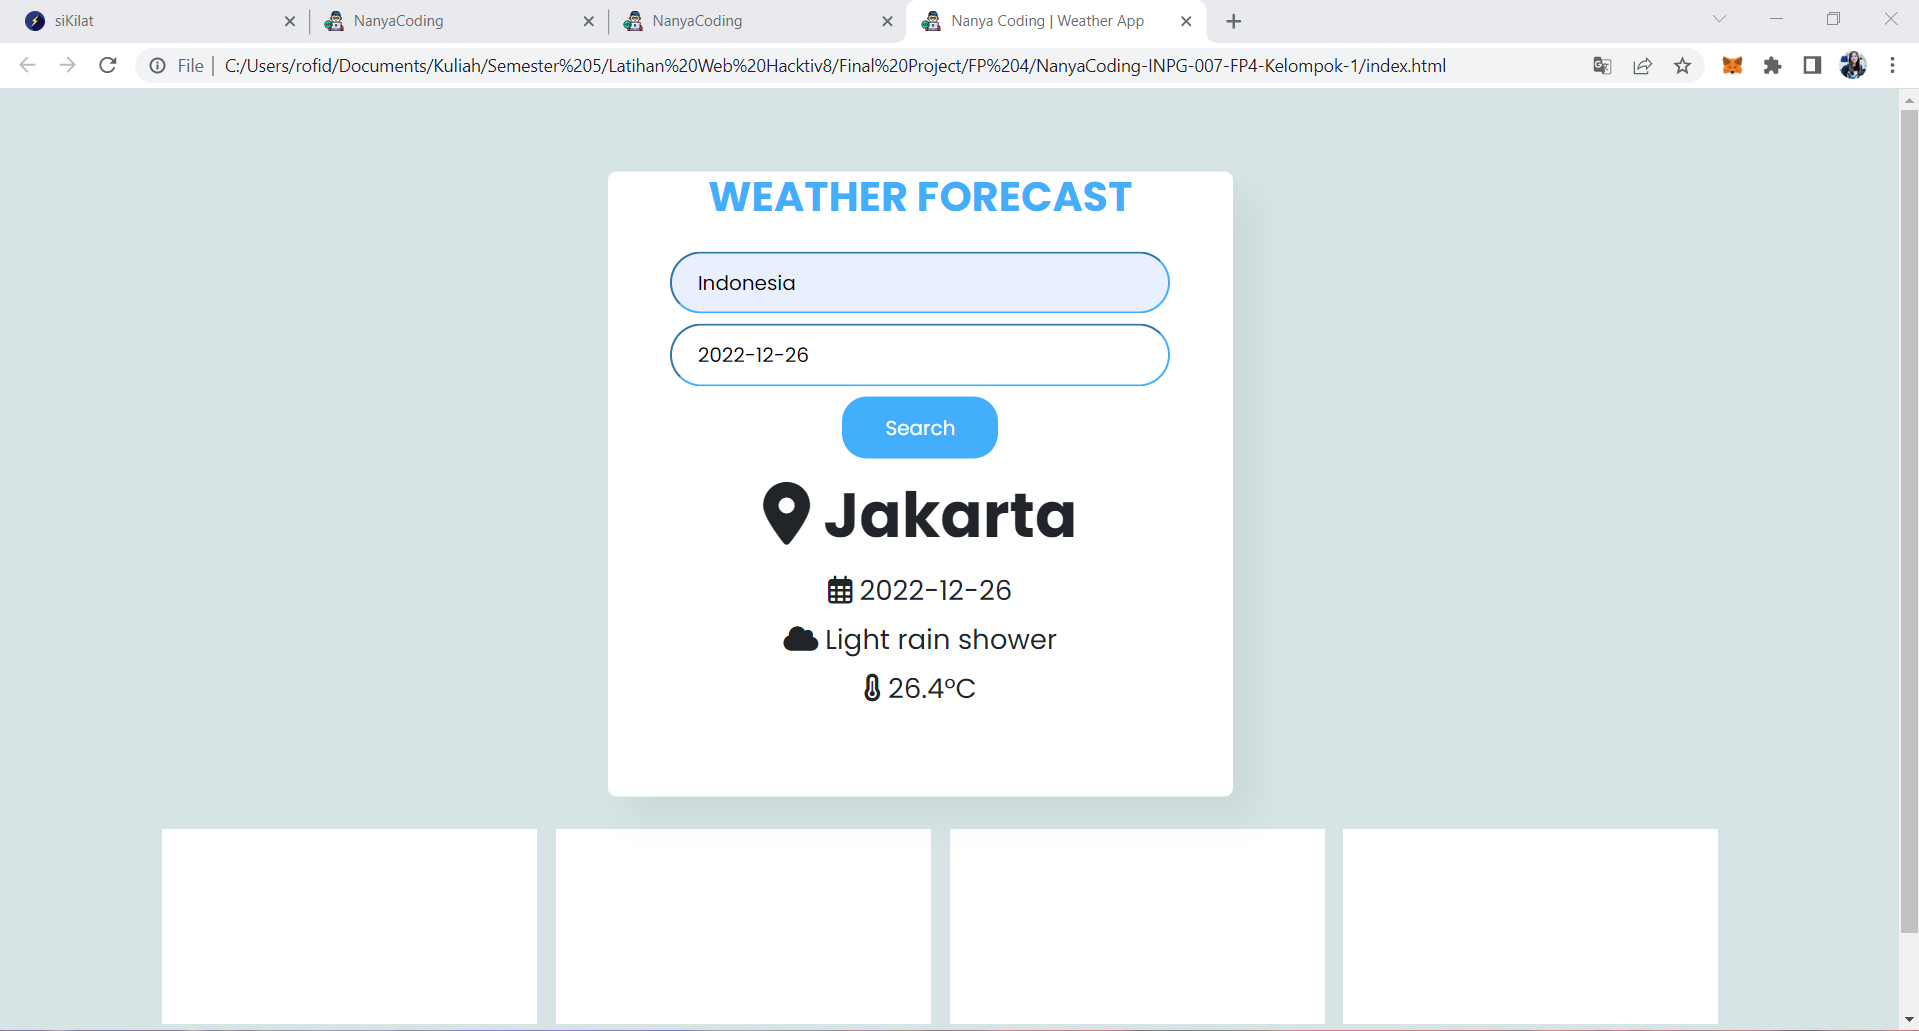 siKilat
NanyaCoding
NanyaCoding
Nanya Coding | Weather App
File | C:/Users/rofid/Documents/Kuliah/Semester%205/Latihan%20Web%20Hacktiv8/Final%20Project/FP%204/NanyaCoding-INPG-007-FP4-Kelompok-1/index.html
WEATHER FORECAST
Indonesia
2022-12-26
Search
Jakarta
2022-12-26
Light rain shower
26.4°C